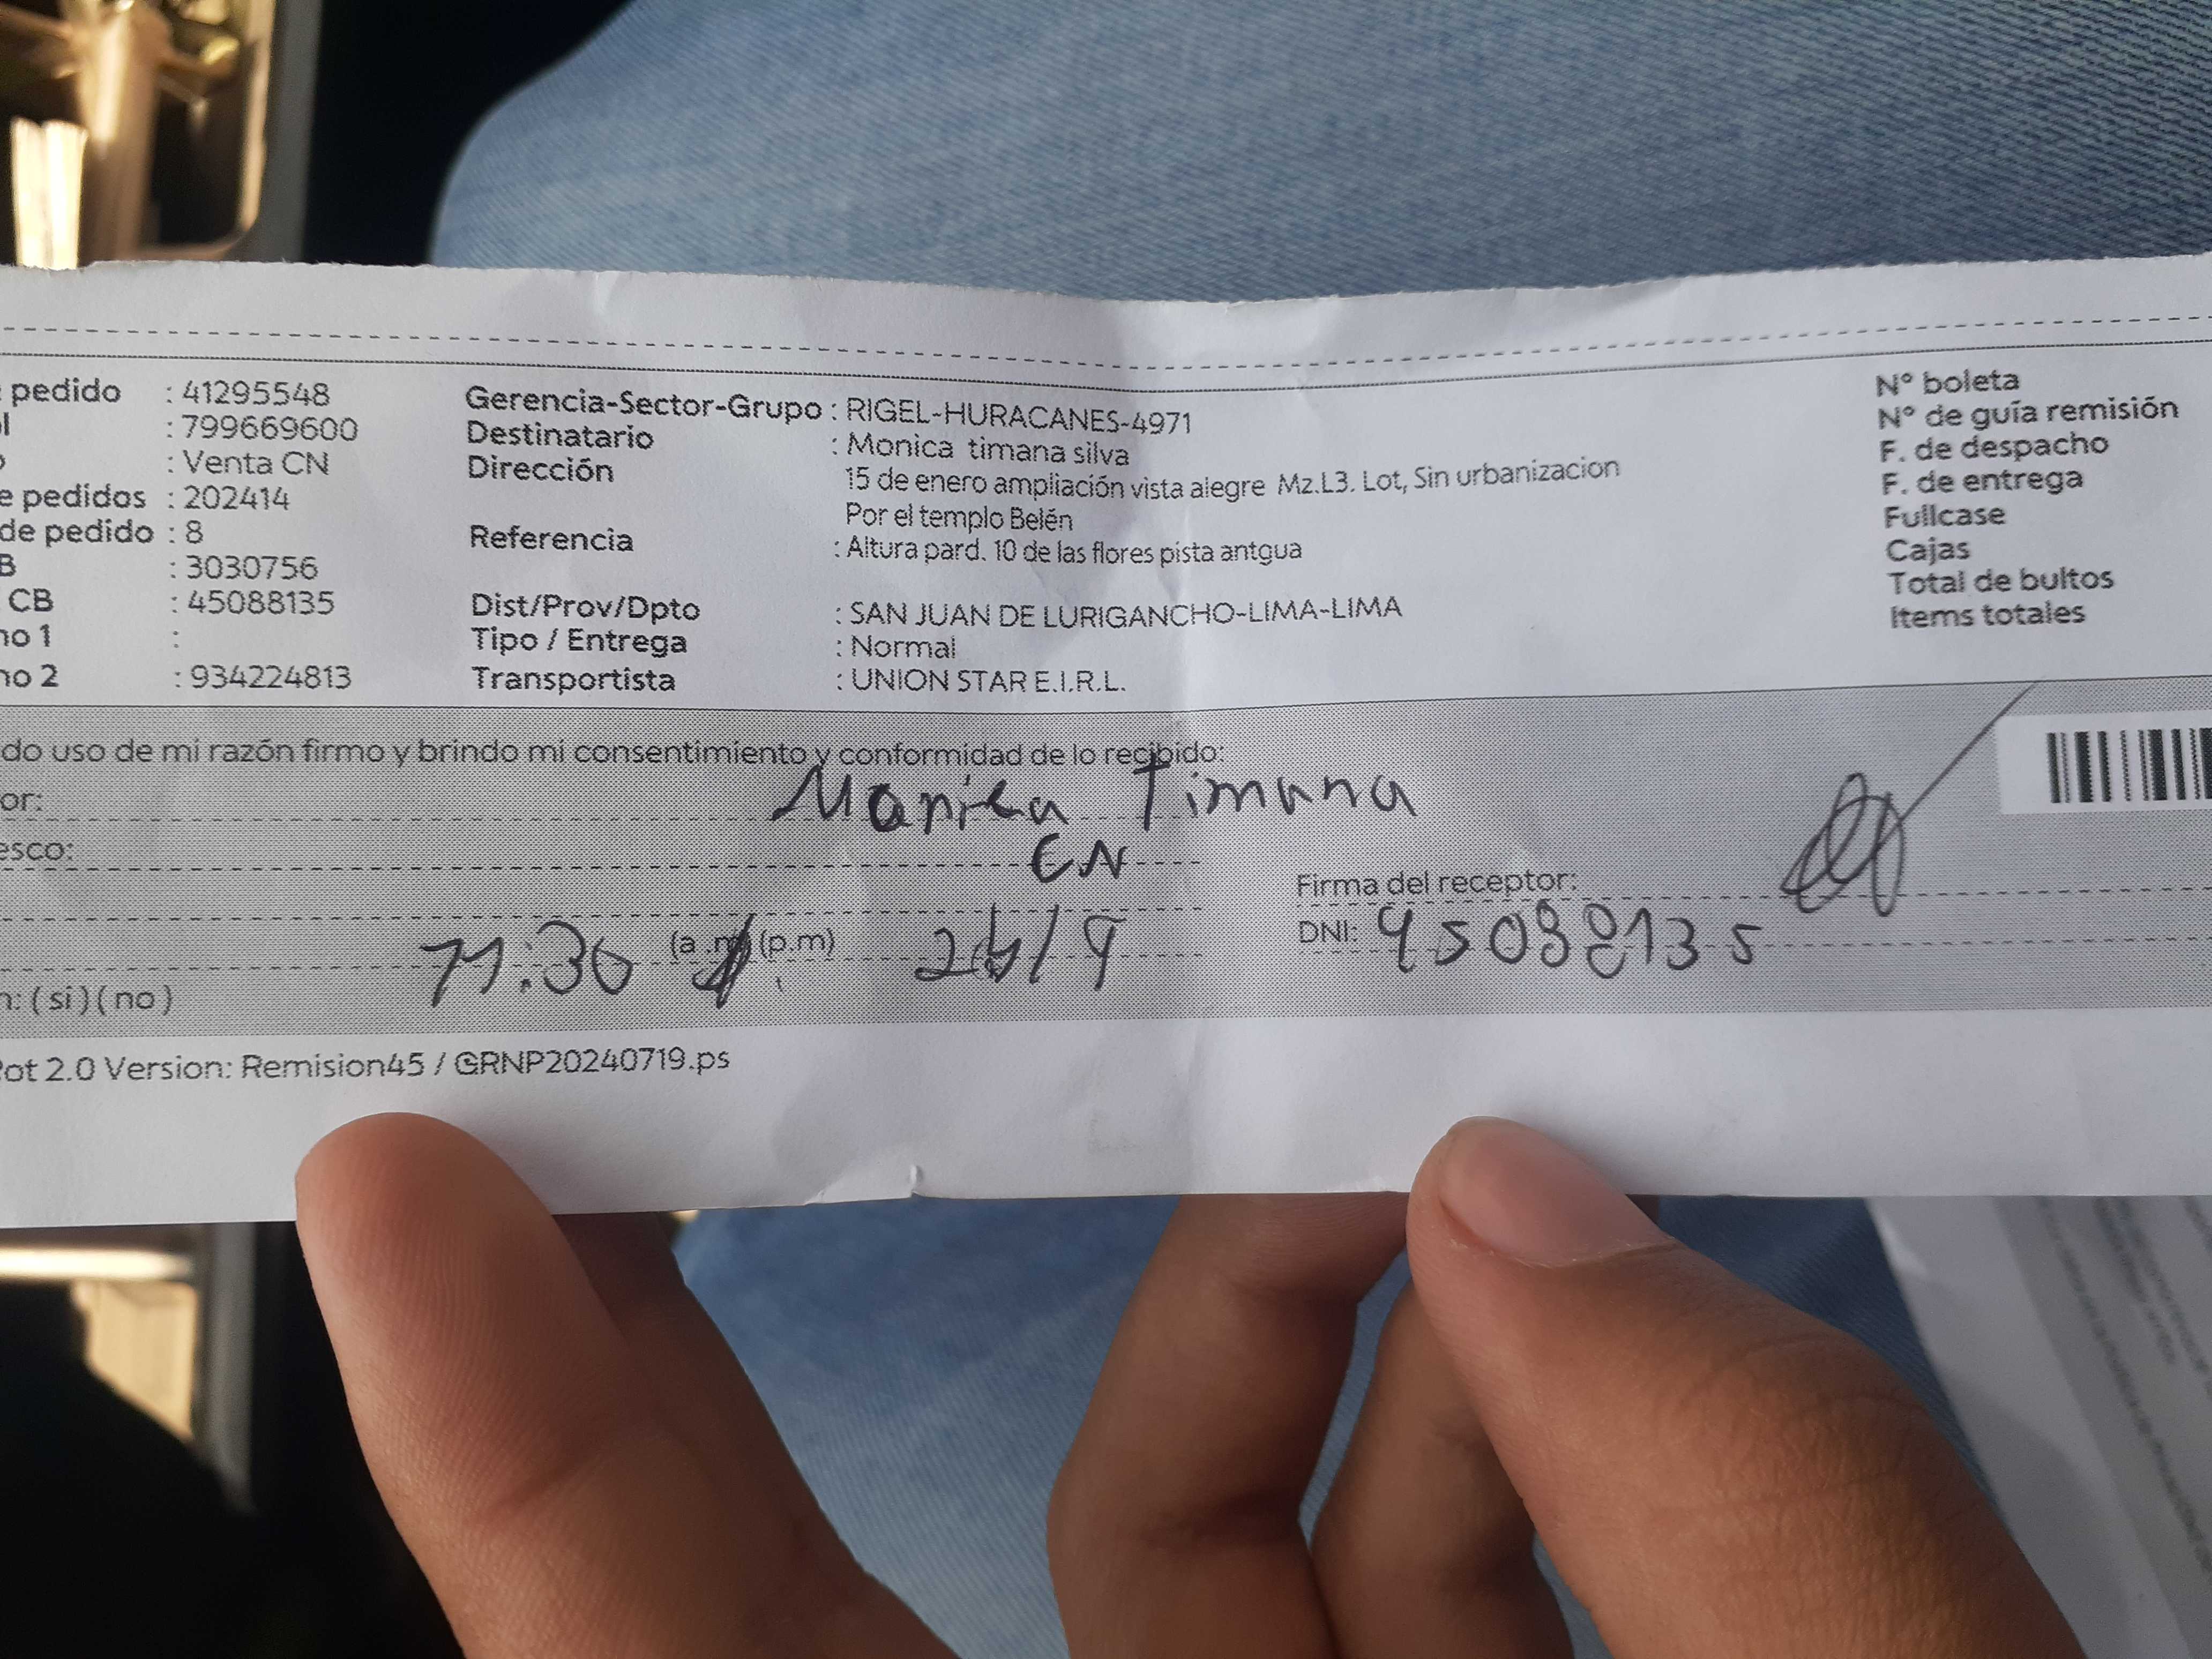 pedido : 41295548
l : 799669600
: Venta CN
e pedidos : 202414
de pedido : 8
B : 3030756
CB : 45088135
no 1 :
no 2 : 934224813
Gerencia-Sector-Grupo : RIGEL-HURACANES-4971
Destinatario : Monica timana silva
Dirección 15 de enero ampliación vista alegre Mz.L3. Lot, Sin urbanizacion
Por el templo Belén
Referencia : Altura pard. 10 de las flores pista antgua
Dist/Prov/Dpto : SAN JUAN DE LURIGANCHO-LIMA-LIMA
Tipo / Entrega : Normal
Transportista : UNION STAR E.I.R.L.
N° boleta
N° de guía remisión
F. de despacho
F. de entrega
Fullcase
Cajas
Total de bultos
Items totales
do uso de mi razón firmo y brindo mi consentimiento y conformidad de lo recibido:
or: Monica Timana
esco: CN
Firma del receptor:
11:30 (a.m) (p.m)
DNI: 45088135
n: (si) (no)
Rot 2.0 Version: Remision45 / GRNP20240719.ps